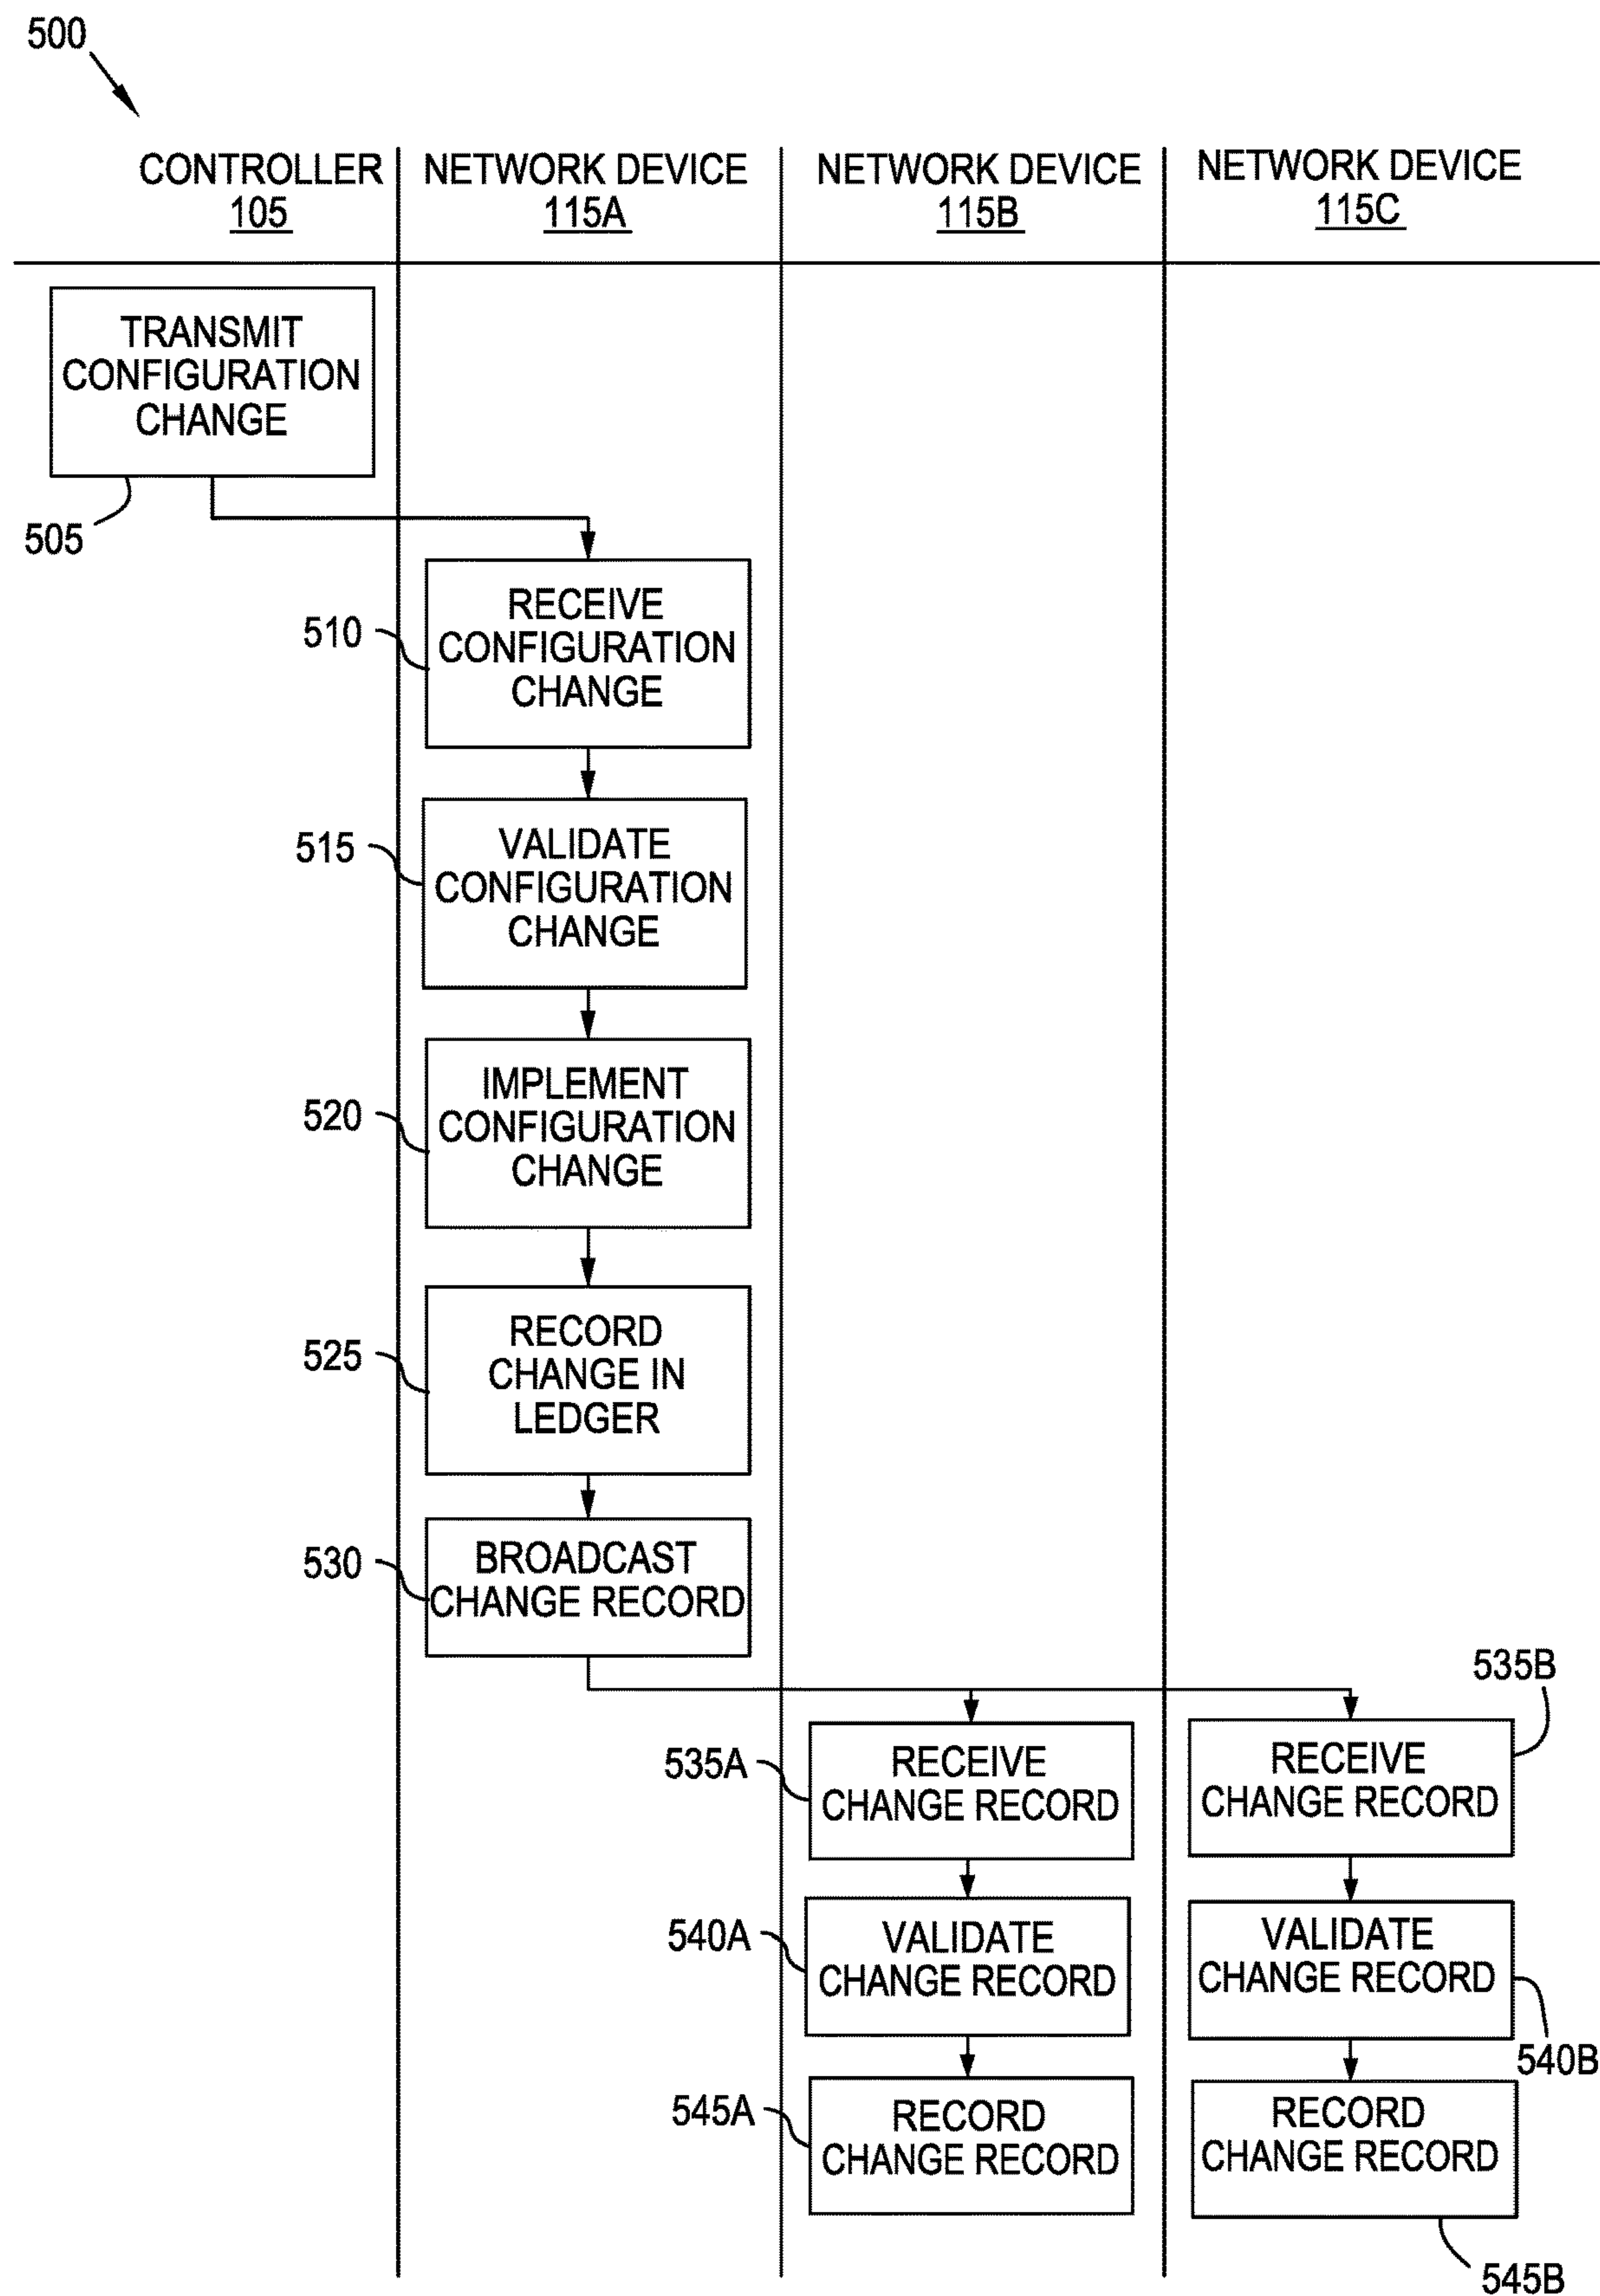 500
CONTROLLER
105
NETWORK DEVICE
115A
NETWORK DEVICE
115B
NETWORK DEVICE
115C
TRANSMIT
CONFIGURATION
CHANGE
505
RECEIVE
CONFIGURATION
CHANGE
510
VALIDATE
CONFIGURATION
CHANGE
515
IMPLEMENT
CONFIGURATION
CHANGE
520
RECORD
CHANGE IN
LEDGER
525
BROADCAST
CHANGE RECORD
530
RECEIVE
CHANGE RECORD
535A
RECEIVE
CHANGE RECORD
535B
VALIDATE
CHANGE RECORD
540A
VALIDATE
CHANGE RECORD
540B
RECORD
CHANGE RECORD
545A
RECORD
CHANGE RECORD
545B